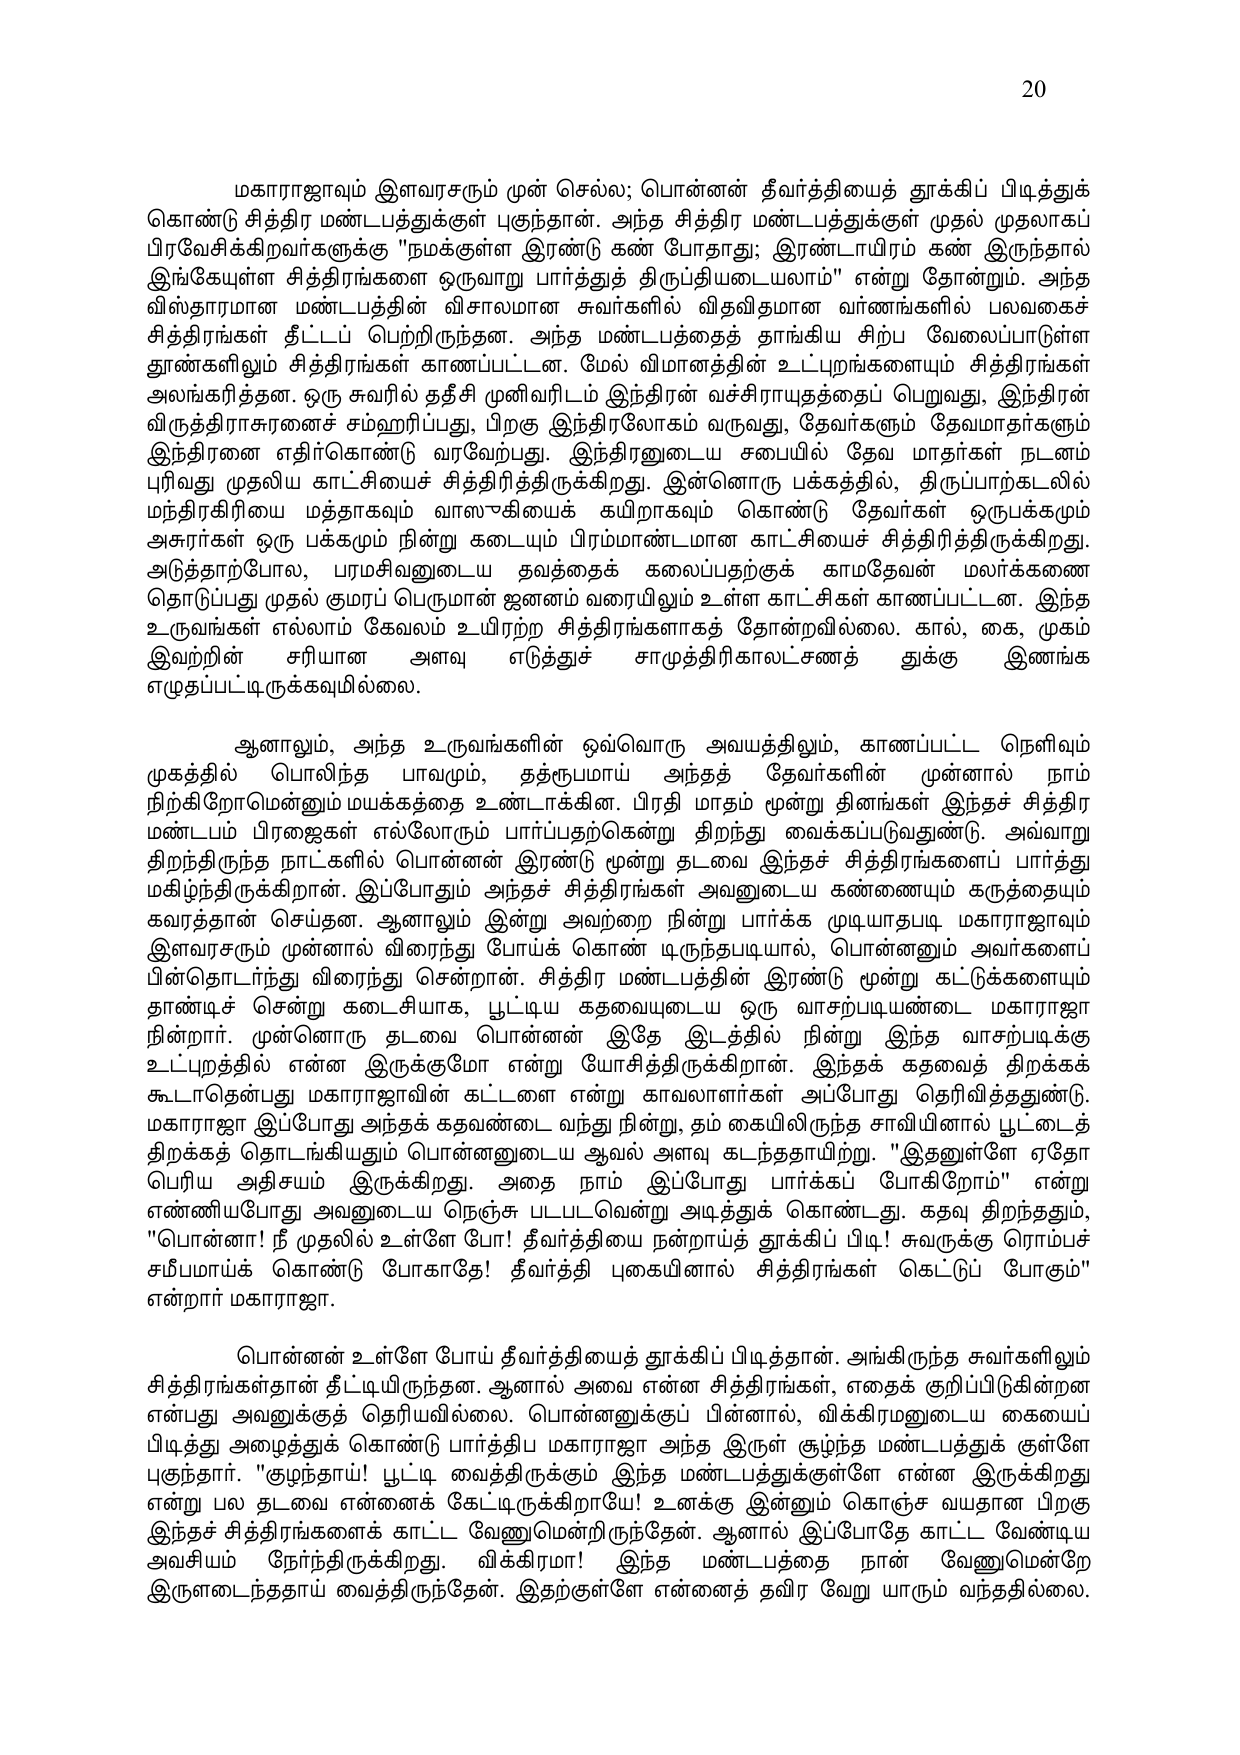 20
மகாராஜாவும் இளவரசரும் முன் செல்ல; பொன்னன் தீவர்த்தியைத் தூக்கிப் பிடித்துக்
கொண்டு சித்திர மண்டபத்துக்குள் புகுந்தான். அந்த சித்திர மண்டபத்துக்குள் முதல் முதலாகப்
பிரவேசிக்கிறவர்களுக்கு "நமக்குள்ள இரண்டு கண் போதாது; இரண்டாயிரம் கண் இருந்தால்
இங்கேயுள்ள சித்திரங்களை ஒருவாறு பார்த்துத் திருப்தியடையலாம்" என்று தோன்றும். அந்த
விஸ்தாரமான மண்டபத்தின் விசாலமான சுவர்களில் விதவிதமான வர்ணங்களில் பலவகைச்
சித்திரங்கள் தீட்டப் பெற்றிருந்தன. அந்த மண்டபத்தைத் தாங்கிய சிற்ப வேலைப்பாடுள்ள
தூண்களிலும் சித்திரங்கள் காணப்பட்டன. மேல் விமானத்தின் உட்புறங்களையும் சித்திரங்கள்
அலங்கரித்தன. ஒரு சுவரில் ததீசி முனிவரிடம் இந்திரன் வச்சிராயுதத்தைப் பெறுவது, இந்திரன்
விருத்திராசுரனைச் சம்ஹரிப்பது, பிறகு இந்திரலோகம் வருவது, தேவர்களும் தேவமாதர்களும்
இந்திரனை எதிர்கொண்டு வரவேற்பது. இந்திரனுடைய சபையில் தேவ மாதர்கள் நடனம்
புரிவது முதலிய காட்சியைச் சித்திரித்திருக்கிறது. இன்னொரு பக்கத்தில், திருப்பாற்கடலில்
மந்திரகிரியை மத்தாகவும் வாஸுகியைக் கயிறாகவும் கொண்டு தேவர்கள் ஒருபக்கமும்
அசுரர்கள் ஒரு பக்கமும் நின்று கடையும் பிரம்மாண்டமான காட்சியைச் சித்திரித்திருக்கிறது.
அடுத்தாற்போல, பரமசிவனுடைய தவத்தைக் கலைப்பதற்குக் காமதேவன் மலர்க்கணை
தொடுப்பது முதல் குமரப் பெருமான் ஜனனம் வரையிலும் உள்ள காட்சிகள் காணப்பட்டன. இந்த
உருவங்கள் எல்லாம் கேவலம் உயிரற்ற சித்திரங்களாகத் தோன்றவில்லை. கால், கை, முகம்
இவற்றின் சரியான அளவு எடுத்துச் சாமுத்திரிகாலட்சணத் துக்கு இணங்க
எழுதப்பட்டிருக்கவுமில்லை.
ஆனாலும், அந்த உருவங்களின் ஒவ்வொரு அவயத்திலும், காணப்பட்ட நெளிவும்
முகத்தில் பொலிந்த பாவமும், தத்ரூபமாய் அந்தத் தேவர்களின் முன்னால் நாம்
நிற்கிறோமென்னும் மயக்கத்தை உண்டாக்கின. பிரதி மாதம் மூன்று தினங்கள் இந்தச் சித்திர
மண்டபம் பிரஜைகள் எல்லோரும் பார்ப்பதற்கென்று திறந்து வைக்கப்படுவதுண்டு. அவ்வாறு
திறந்திருந்த நாட்களில் பொன்னன் இரண்டு மூன்று தடவை இந்தச் சித்திரங்களைப் பார்த்து
மகிழ்ந்திருக்கிறான். இப்போதும் அந்தச் சித்திரங்கள் அவனுடைய கண்ணையும் கருத்தையும்
கவரத்தான் செய்தன. ஆனாலும் இன்று அவற்றை நின்று பார்க்க முடியாதபடி மகாராஜாவும்
இளவரசரும் முன்னால் விரைந்து போய்க் கொண் டிருந்தபடியால், பொன்னனும் அவர்களைப்
பின்தொடர்ந்து விரைந்து சென்றான். சித்திர மண்டபத்தின் இரண்டு மூன்று கட்டுக்களையும்
தாண்டிச் சென்று கடைசியாக, பூட்டிய கதவையுடைய ஒரு வாசற்படியண்டை மகாராஜா
நின்றார். முன்னொரு தடவை பொன்னன் இதே இடத்தில் நின்று இந்த வாசற்படிக்கு
உட்புறத்தில் என்ன இருக்குமோ என்று யோசித்திருக்கிறான். இந்தக் கதவைத் திறக்கக்
கூடாதென்பது மகாராஜாவின் கட்டளை என்று காவலாளர்கள் அப்போது தெரிவித்ததுண்டு.
மகாராஜா இப்போது அந்தக் கதவண்டை வந்து நின்று, தம் கையிலிருந்த சாவியினால் பூட்டைத்
திறக்கத் தொடங்கியதும் பொன்னனுடைய ஆவல் அளவு கடந்ததாயிற்று. "இதனுள்ளே ஏதோ
பெரிய அதிசயம் இருக்கிறது. அதை நாம் இப்போது பார்க்கப் போகிறோம்" என்று
எண்ணியபோது அவனுடைய நெஞ்சு படபடவென்று அடித்துக் கொண்டது. கதவு திறந்ததும்,
"பொன்னா! நீ முதலில் உள்ளே போ! தீவர்த்தியை நன்றாய்த் தூக்கிப் பிடி! சுவருக்கு ரொம்பச்
சமீபமாய்க் கொண்டு போகாதே! தீவர்த்தி புகையினால் சித்திரங்கள் கெட்டுப் போகும்"
என்றார் மகாராஜா.
பொன்னன் உள்ளே போய் தீவர்த்தியைத் தூக்கிப் பிடித்தான். அங்கிருந்த சுவர்களிலும்
சித்திரங்கள்தான் தீட்டியிருந்தன. ஆனால் அவை என்ன சித்திரங்கள், எதைக் குறிப்பிடுகின்றன
என்பது அவனுக்குத் தெரியவில்லை. பொன்னனுக்குப் பின்னால், விக்கிரமனுடைய கையைப்
பிடித்து அழைத்துக் கொண்டு பார்த்திப மகாராஜா அந்த இருள் சூழ்ந்த மண்டபத்துக் குள்ளே
புகுந்தார். "குழந்தாய்! பூட்டி வைத்திருக்கும் இந்த மண்டபத்துக்குள்ளே என்ன இருக்கிறது
என்று பல தடவை என்னைக் கேட்டிருக்கிறாயே! உனக்கு இன்னும் கொஞ்ச வயதான பிறகு
இந்தச் சித்திரங்களைக் காட்ட வேணுமென்றிருந்தேன். ஆனால் இப்போதே காட்ட வேண்டிய
அவசியம் நேர்ந்திருக்கிறது. விக்கிரமா! இந்த மண்டபத்தை நான் வேணுமென்றே
இருளடைந்ததாய் வைத்திருந்தேன். இதற்குள்ளே என்னைத் தவிர வேறு யாரும் வந்ததில்லை.